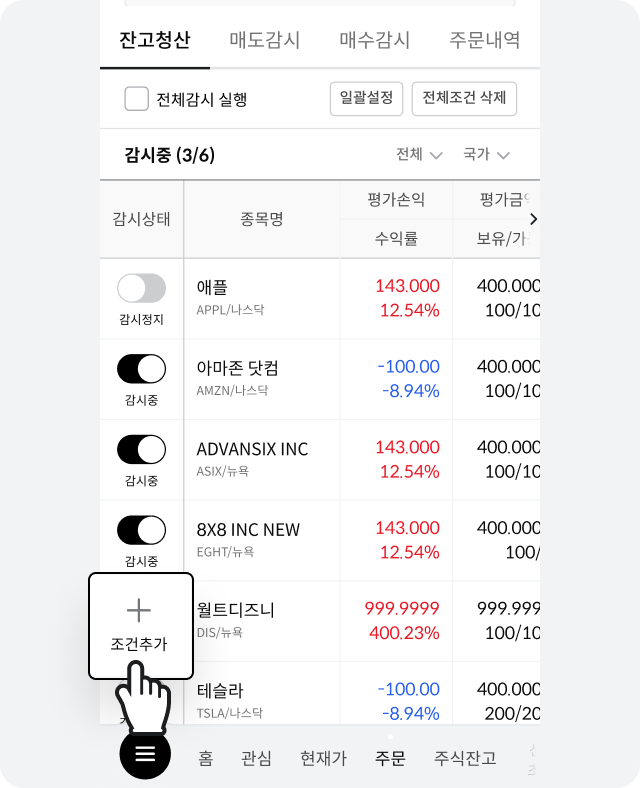 잔고청산 매도감시 매수감시 주문내역
전체감시 실행 일괄설정 전체조건 삭제
감시중 (3/6) 전체 국가
감시상태 종목명 평가손익 평가금
수익률 보유/가
애플 143.000 400.000
감시정지 APPL/나스닥 12.54% 100/10
아마존 닷컴 -100.00 400.000
감시중 AMZN/나스닥 -8.94% 100/10
ADVANSIX INC 143.000 400.000
감시중 ASIX/뉴욕 12.54% 100/10
8X8 INC NEW 143.000 400.000
감시중 EGHT/뉴욕 12.54% 100/
월트디즈니 999.9999 999.999
조건추가 DIS/뉴욕 400.23% 100/10
테슬라 -100.00 400.000
TSLA/나스닥 -8.94% 200/20
홈 관심 현재가 주문 주식잔고